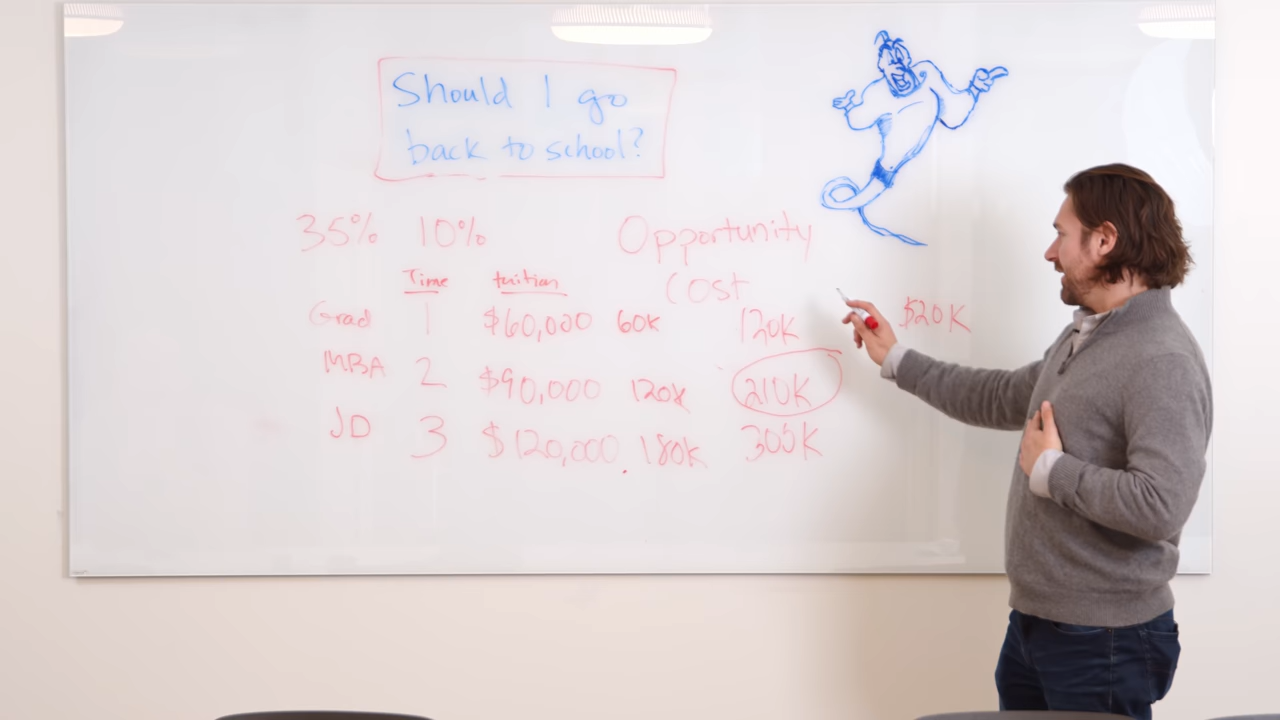 Should I go
back to school?
35% 10% Opportunity
Time tuition Cost
Grad 1 $60,000 60K 120K $20K
MBA 2 $90,000 120K 210K
JD 3 $120,000 180K 300K